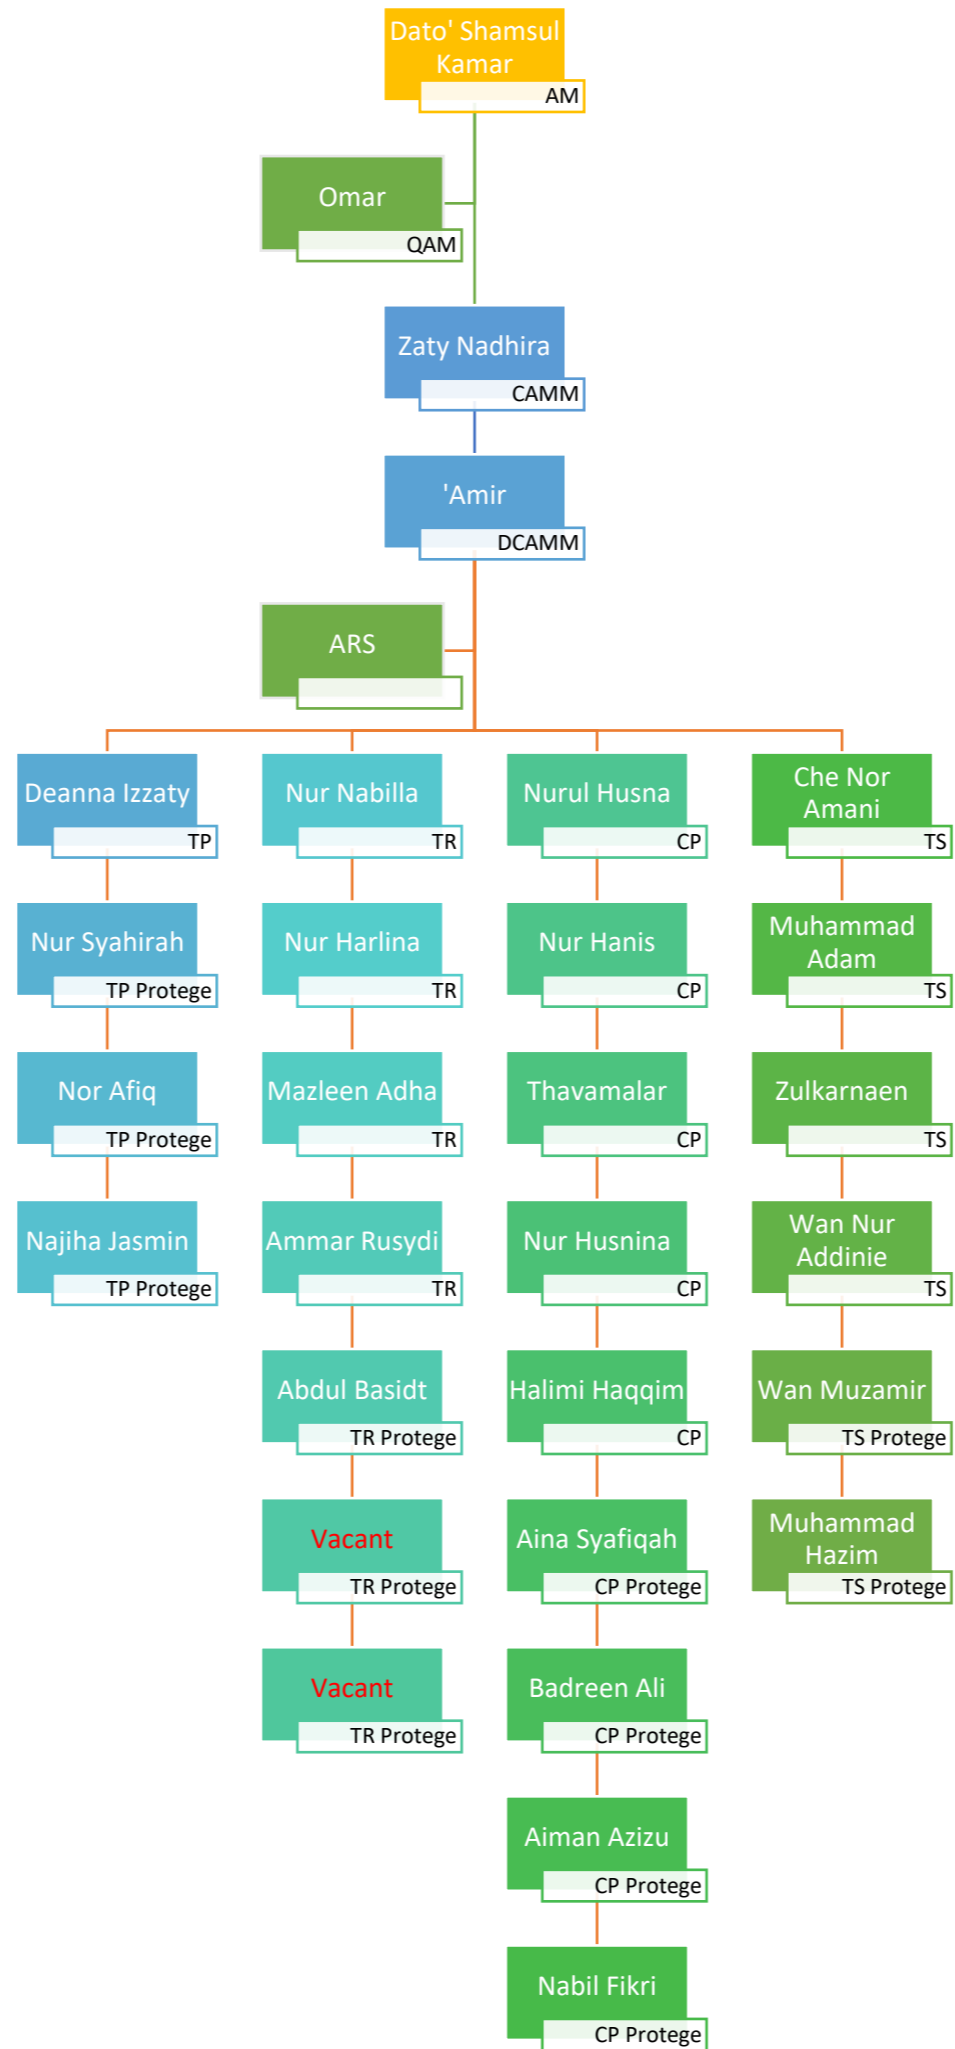 Dato' Shamsul
Kamar
AM
Omar
QAM
Zaty Nadhira
CAMM
'Amir
DCAMM
ARS
Deanna Izzaty
TP
Nur Syahirah
TP Protege
Nor Afiq
TP Protege
Najiha Jasmin
TP Protege
Nur Nabilla
TR
Nur Harlina
TR
Mazleen Adha
TR
Ammar Rusydi
TR
Abdul Basidt
TR Protege
Vacant
TR Protege
Vacant
TR Protege
Nurul Husna
CP
Nur Hanis
CP
Thavamalar
CP
Nur Husnina
CP
Halimi Haqqim
CP
Aina Syafiqah
CP Protege
Badreen Ali
CP Protege
Aiman Azizu
CP Protege
Nabil Fikri
CP Protege
Che Nor
Amani
TS
Muhammad
Adam
TS
Zulkarnaen
TS
Wan Nur
Addinie
TS
Wan Muzamir
TS Protege
Muhammad
Hazim
TS Protege